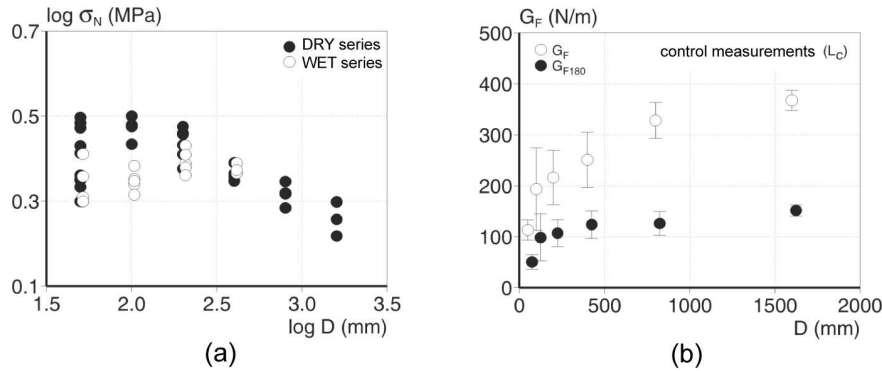 log σN (MPa)
0.7
0.5
0.3
0.1
DRY series
WET series
1.5 2.0 2.5 3.0 3.5
log D (mm)
(a)
GF (N/m)
500
400
300
200
100
0
GF
GF180
control measurements (LC)
0 500 1000 1500 2000
D (mm)
(b)